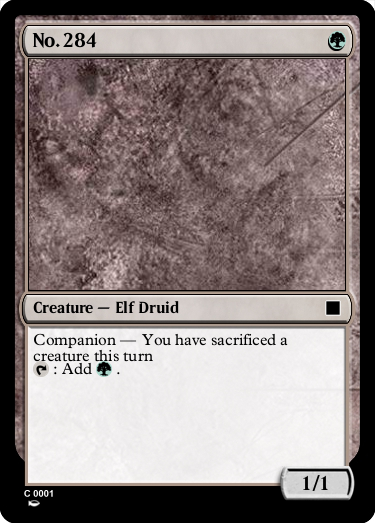 No. 284
Creature — Elf Druid
Companion — You have sacrificed a
creature this turn
: Add .
1/1
C 0001